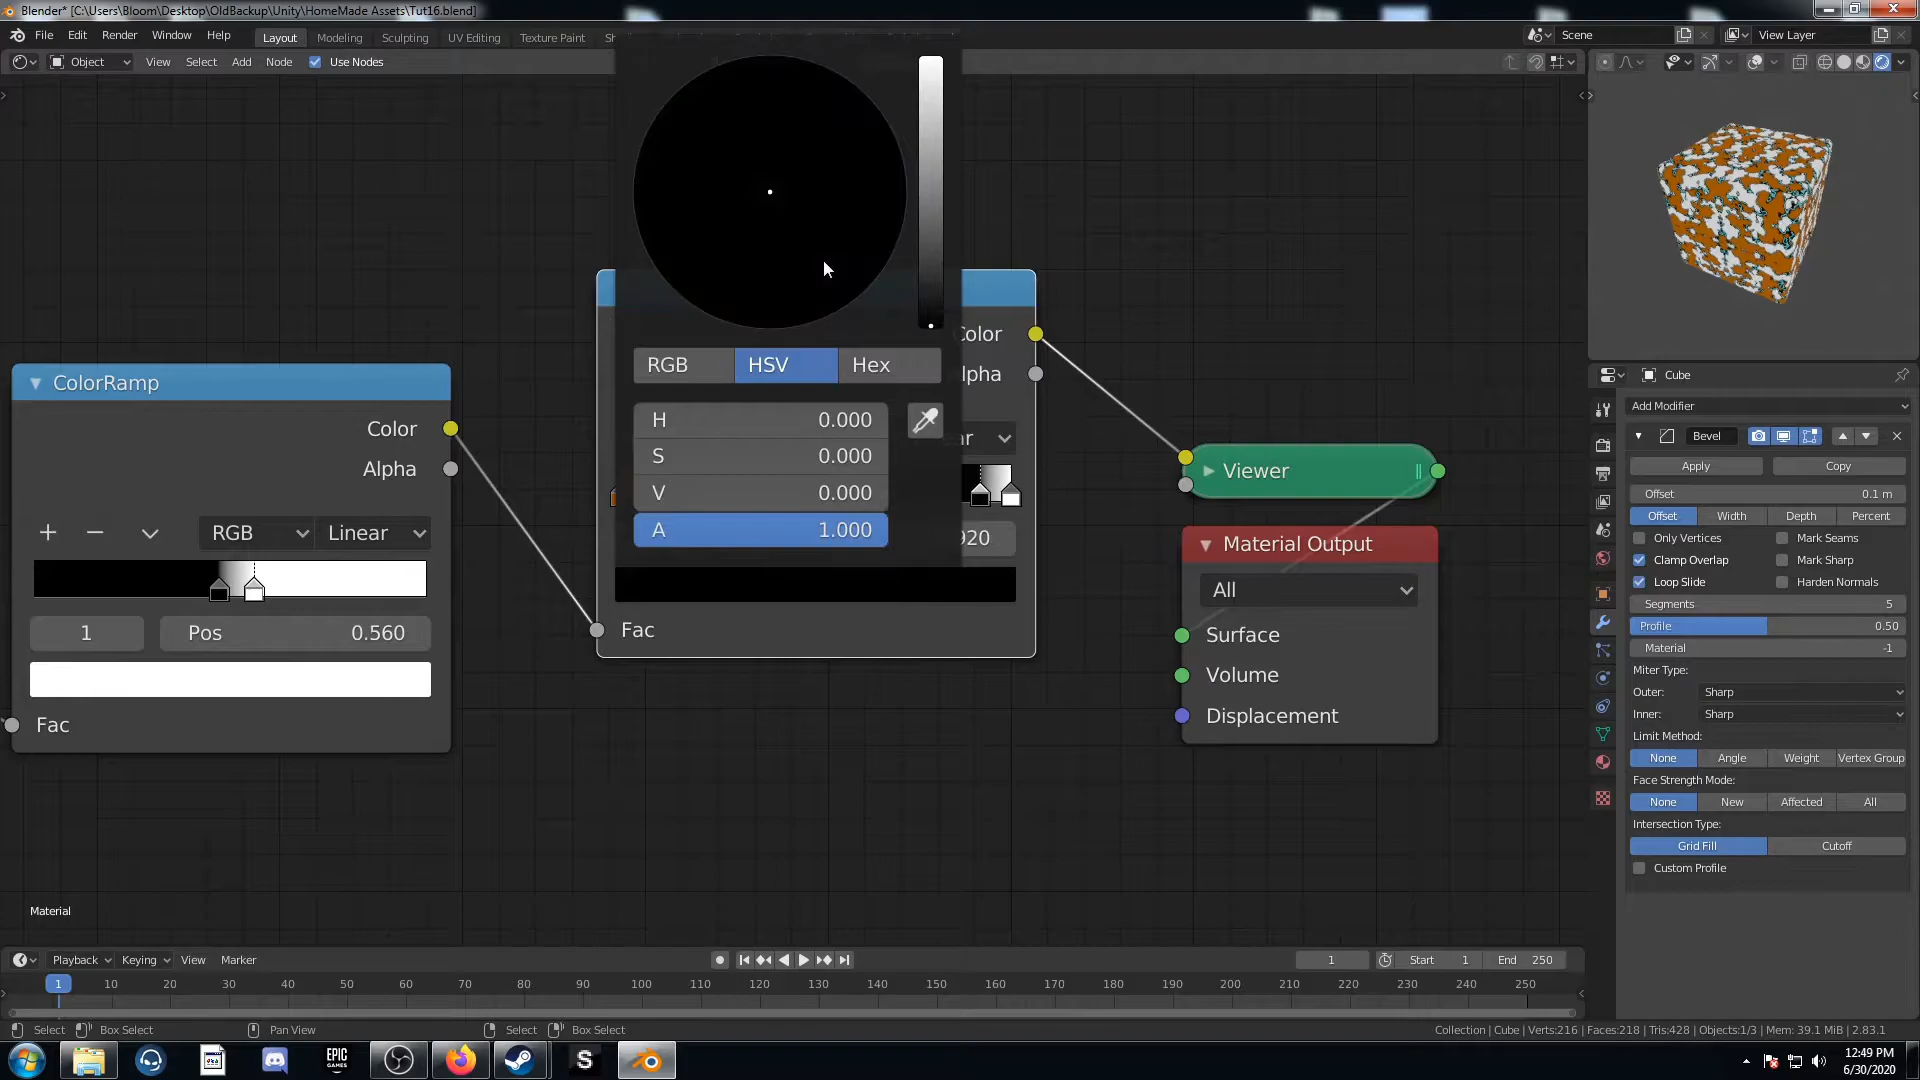 Blender* [C:\Users\Bloom\Desktop\OldBackup\Unity\HomeMade Assets\Tut16.blend]
File Edit Render Window Help Layout Modeling Sculpting UV Editing Texture Paint Scene View Layer
Object View Select Add Node Use Nodes
RGB HSV Hex
H 0.000
S 0.000
V 0.000
A 1.000
Color
Alpha
920
Fac
ColorRamp
Color
Alpha
RGB Linear
1 Pos 0.560
Fac
Viewer
Material Output
All
Surface
Volume
Displacement
Material
Cube
Add Modifier
Bevel
Apply Copy
Offset 0.1 m
Offset Width Depth Percent
Only Vertices Mark Seams
Clamp Overlap Mark Sharp
Loop Slide Harden Normals
Segments 5
Profile 0.50
Material -1
Miter Type:
Outer: Sharp
Inner: Sharp
Limit Method:
None Angle Weight Vertex Group
Face Strength Mode:
None New Affected All
Intersection Type:
Grid Fill Cutoff
Custom Profile
Playback Keying View Marker 1 Start 1 End 250
1 10 20 30 40 50 60 70 80 90 100 110 120 130 140 150 160 170 180 190 200 210 220 230 240 250
Select Box Select Pan View Select Box Select Collection | Cube | Verts:216 | Faces:218 | Tris:428 | Objects:1/3 | Mem: 39.1 MiB | 2.83.1
EPIC GAMES
S
12:49 PM
6/30/2020